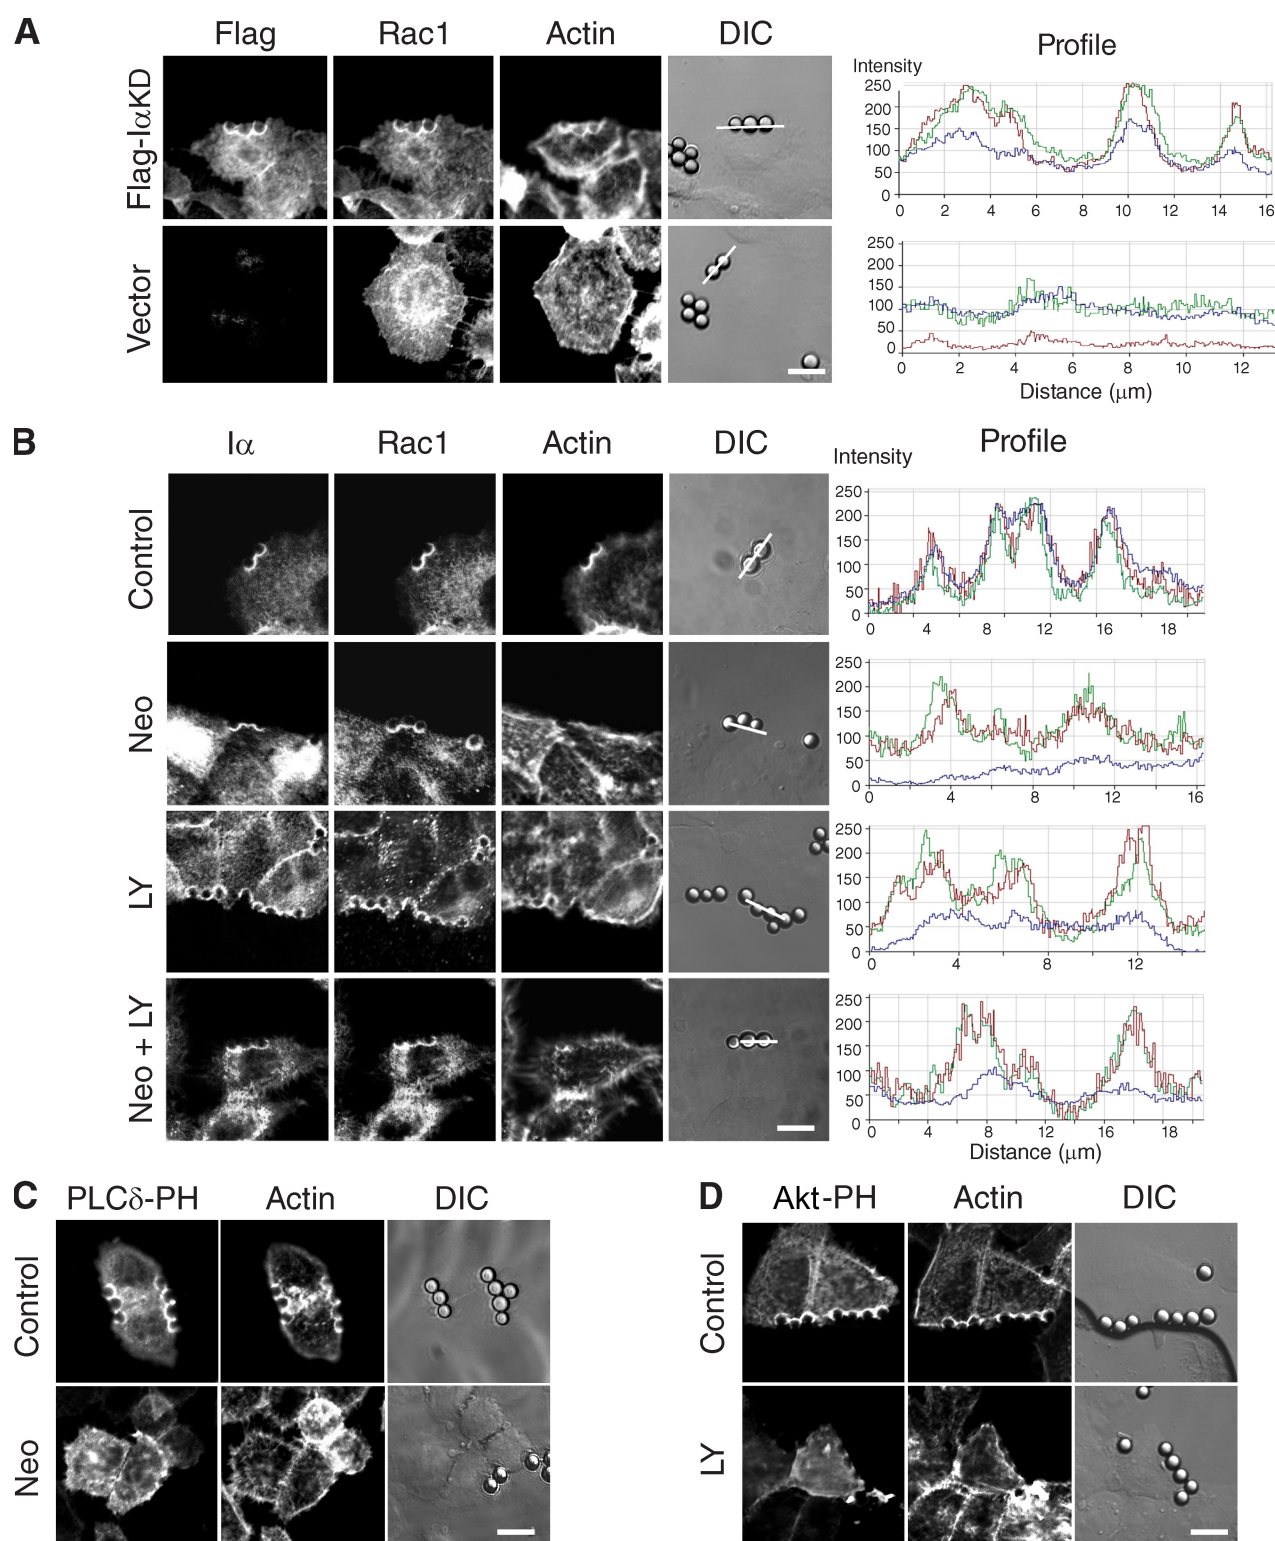 A
Flag Rac1 Actin DIC Profile
Intensity
Flag-IαKD
250
200
150
100
50
0
0 2 4 6 8 10 12 14 16
Vector
250
200
150
100
50
0
0 2 4 6 8 10 12
Distance (μm)
B
Iα Rac1 Actin DIC Profile
Intensity
Control
250
200
150
100
50
0
0 4 8 12 16 18
Neo
250
200
150
100
50
0
0 4 8 12 16
LY
250
200
150
100
50
0
0 4 8 12
Neo + LY
250
200
150
100
50
0
0 4 8 12 16 18
Distance (μm)
C
PLCδ-PH Actin DIC
Control
Neo
D
Akt-PH Actin DIC
Control
LY